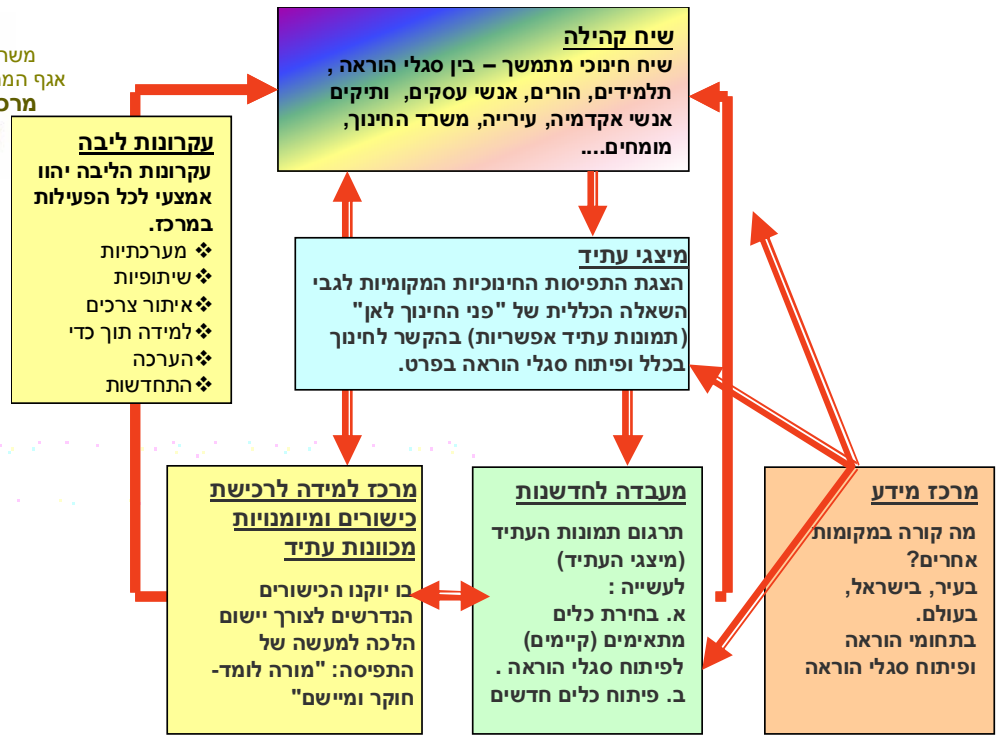 שיח קהילה
שיח חינוכי מתמשך – בין סגלי הוראה ,
תלמידים, הורים, אנשי עסקים, ותיקים
אנשי אקדמיה, עירייה, משרד החינוך,
מומחים....
אגף
עקרונות ליבה
עקרונות הליבה יהוו
אמצעי לכל הפעילות
במרכז.
❖ מערכתיות
❖ שיתופיות
❖ איתור צרכים
❖ למידה תוך כדי
❖ הערכה
❖ התחדשות
מיצגי עתיד
הצגת התפיסות החינוכיות המקומיות לגבי
השאלה הכללית של "פני החינוך לאן"
(תמונות עתיד אפשריות) בהקשר לחינוך
בכלל ופיתוח סגלי הוראה בפרט.
מרכז למידה לרכישת
כישורים ומיומנויות
מכוונות עתיד
בו יוקנו הכישורים
הנדרשים לצורך יישום
הלכה למעשה של
התפיסה: "מורה לומד-
חוקר ומיישם"
מעבדה לחדשנות
תרגום תמונות העתיד
(מיצגי העתיד)
לעשייה :
א. בחירת כלים
מתאימים (קיימים)
לפיתוח סגלי הוראה .
ב. פיתוח כלים חדשים
מרכז מידע
מה קורה במקומות
אחרים?
בעיר, בישראל,
בעולם.
בתחומי הוראה
ופיתוח סגלי הוראה